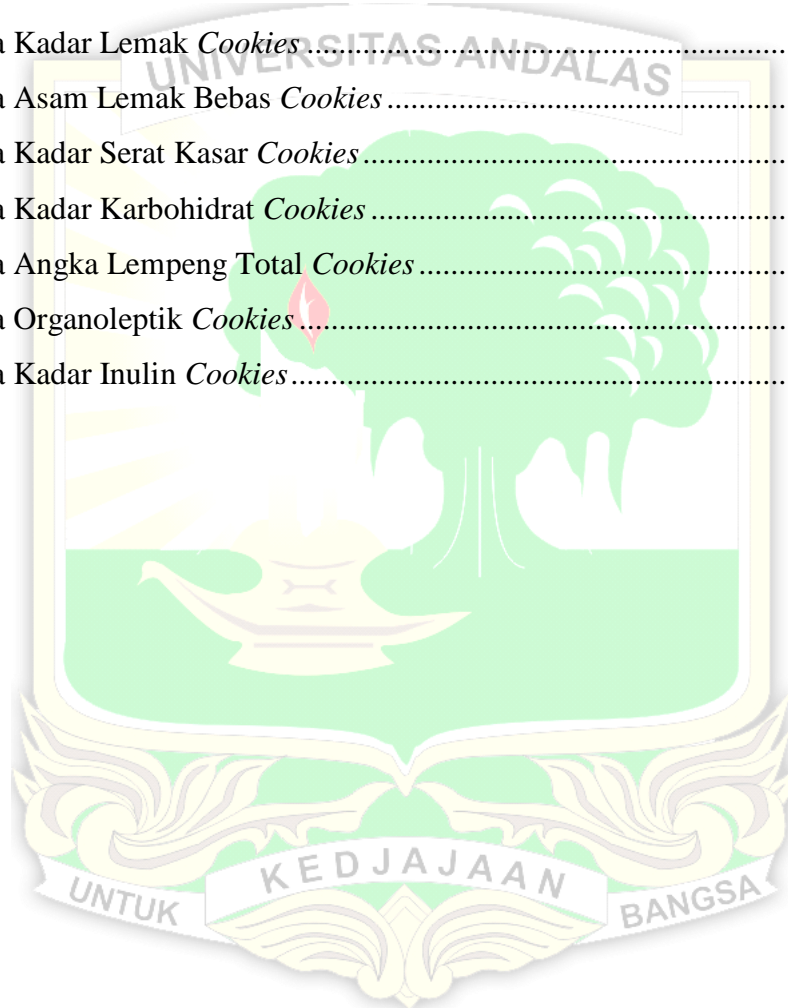 a Kadar Lemak Cookies..........................................................
UNIVERSITAS ANDALAS
a Asam Lemak Bebas Cookies..................................................
a Kadar Serat Kasar Cookies.....................................................
a Kadar Karbohidrat Cookies....................................................
a Angka Lempeng Total Cookies..............................................
a Organoleptik Cookies.............................................................
a Kadar Inulin Cookies..............................................................
UNTUK KEDJAJAAN BANGSA